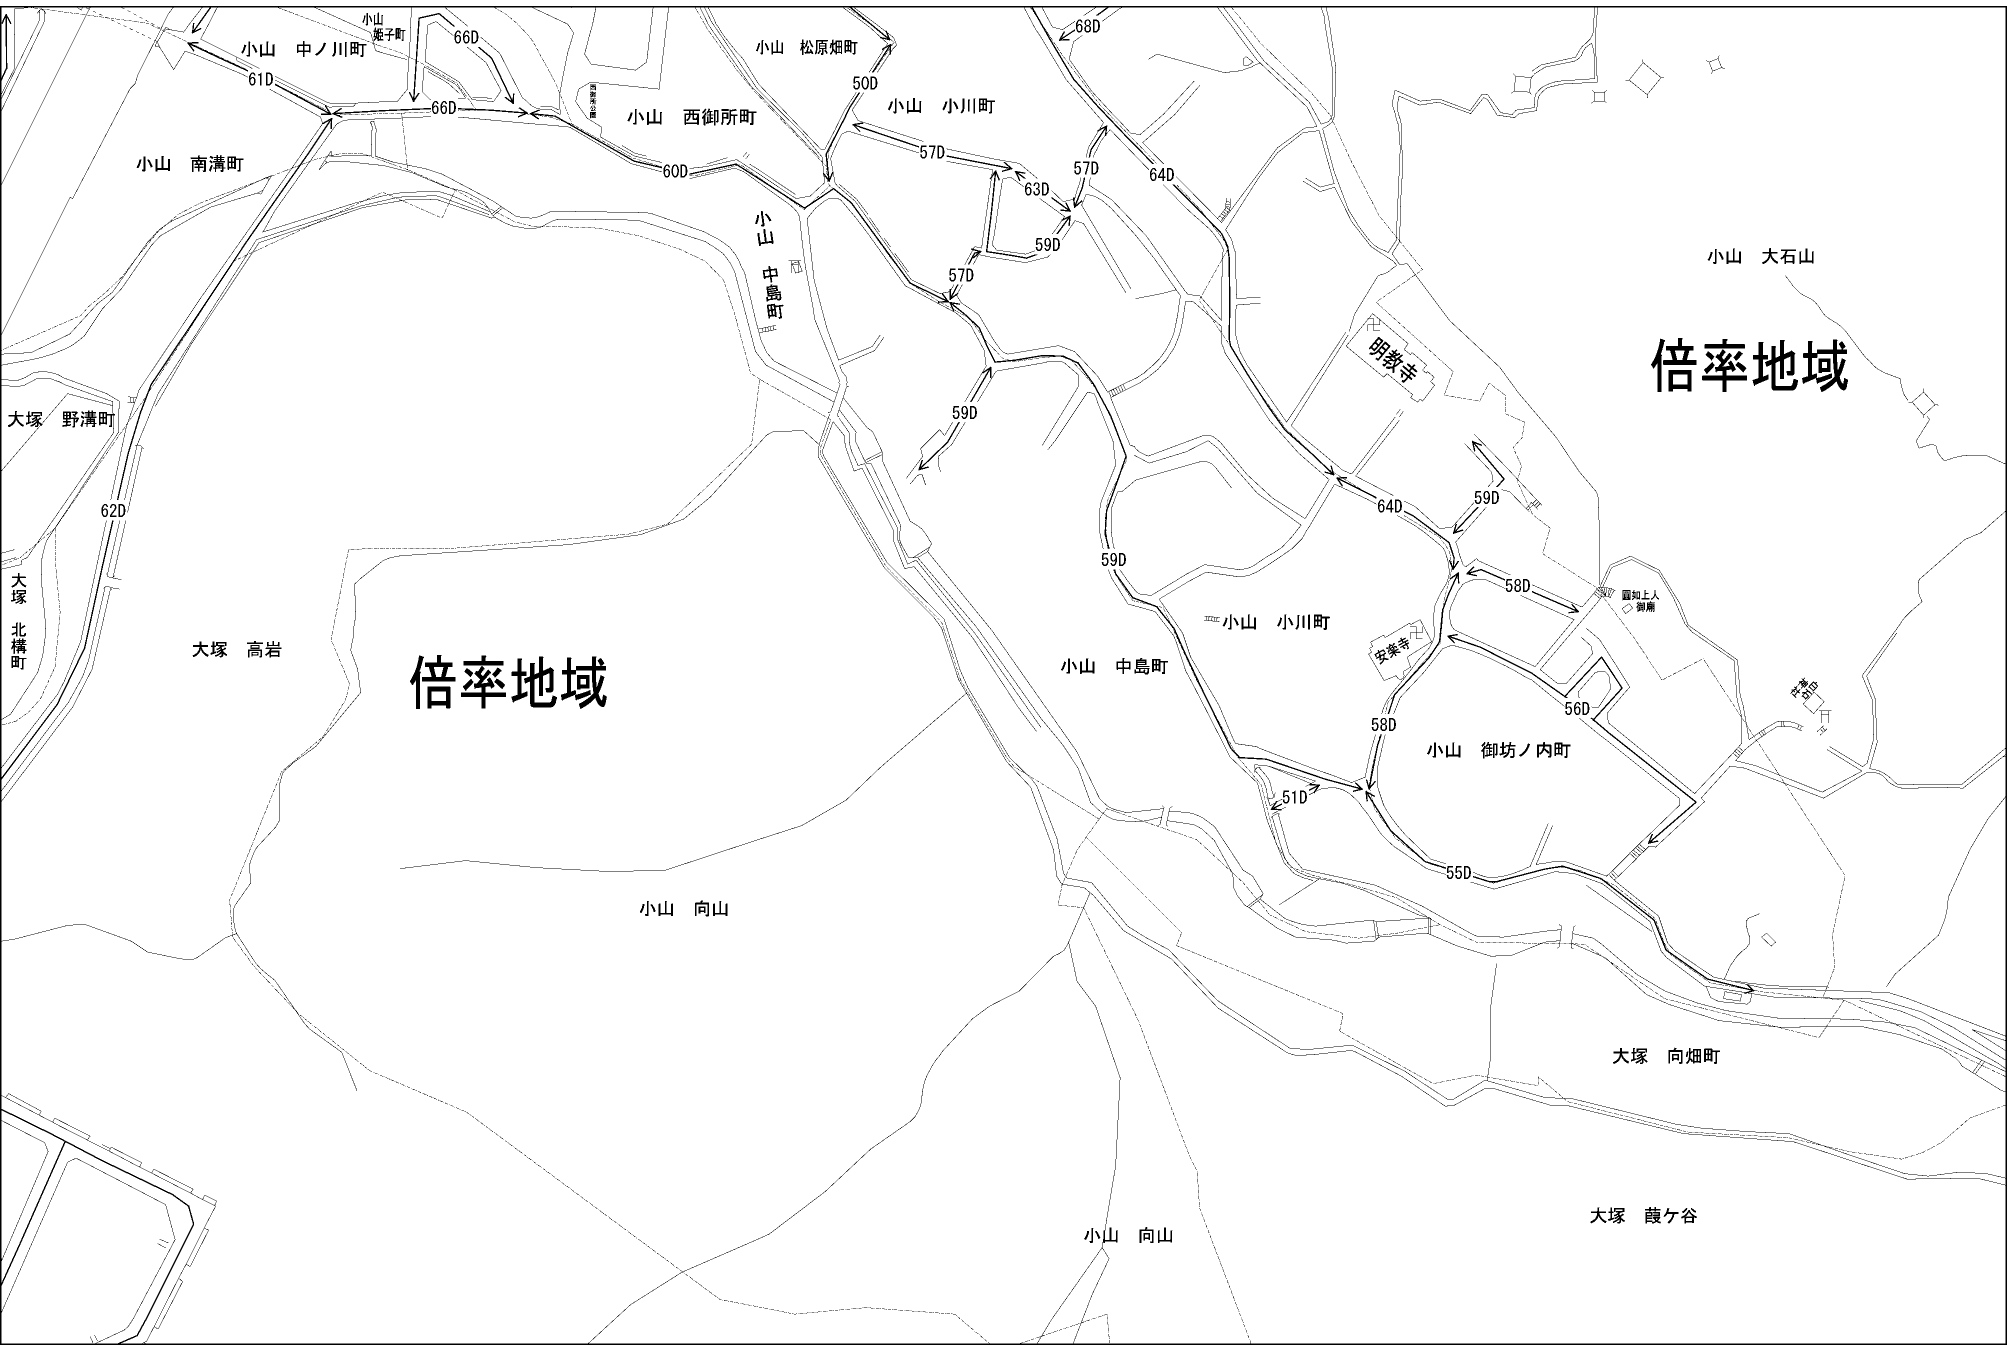 小山
姫子町
66D
68D
小山　中ノ川町
小山　松原畑町
61D
50D
66D
西御所公園
小山　西御所町
小山　小川町
小山　南溝町
57D
60D
57D
64D
63D
小山　中島町
59D
57D
小山　大石山
明教寺
倍率地域
大塚　野溝町
59D
62D
59D
64D
59D
58D
大塚　北構町
圓如上人
御廟
小山　小川町
大塚　高岩
安楽寺
倍率地域
小山　中島町
56D
58D
小山　御坊ノ内町
51D
55D
小山　向山
大塚　向畑町
大塚　葭ケ谷
小山　向山